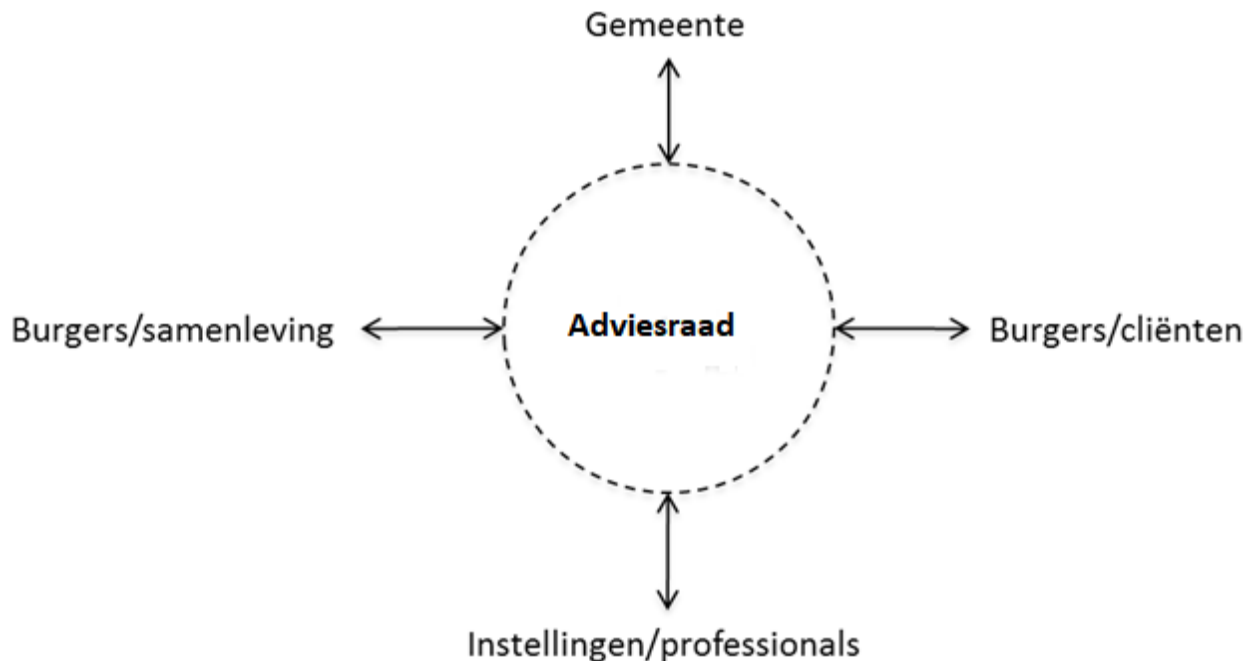 Gemeente
Burgers/samenleving
Adviesraad
Burgers/cliënten
Instellingen/professionals